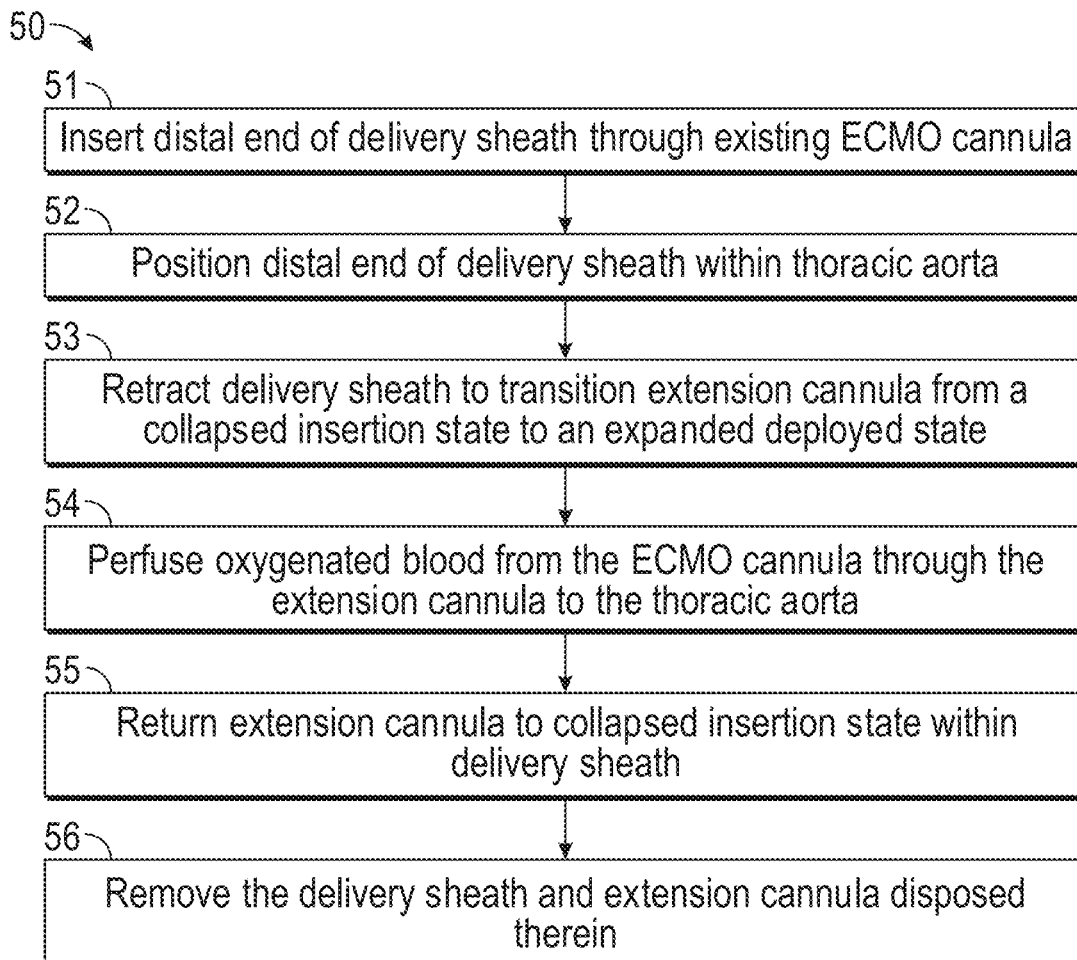 50
51
Insert distal end of delivery sheath through existing ECMO cannula
52
Position distal end of delivery sheath within thoracic aorta
53
Retract delivery sheath to transition extension cannula from a
collapsed insertion state to an expanded deployed state
54
Perfuse oxygenated blood from the ECMO cannula through the
extension cannula to the thoracic aorta
55
Return extension cannula to collapsed insertion state within
delivery sheath
56
Remove the delivery sheath and extension cannula disposed
therein